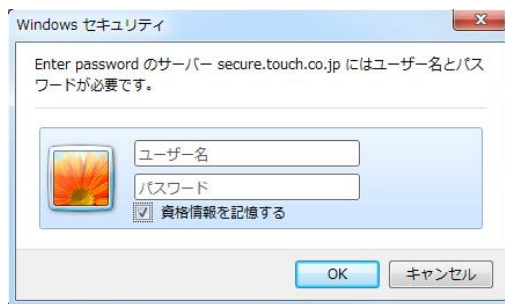 Windows セキュリティ
Enter password のサーバー secure.touch.co.jp にはユーザー名とパス
ワードが必要です。
ユーザー名
パスワード
資格情報を記憶する
OK
キャンセル